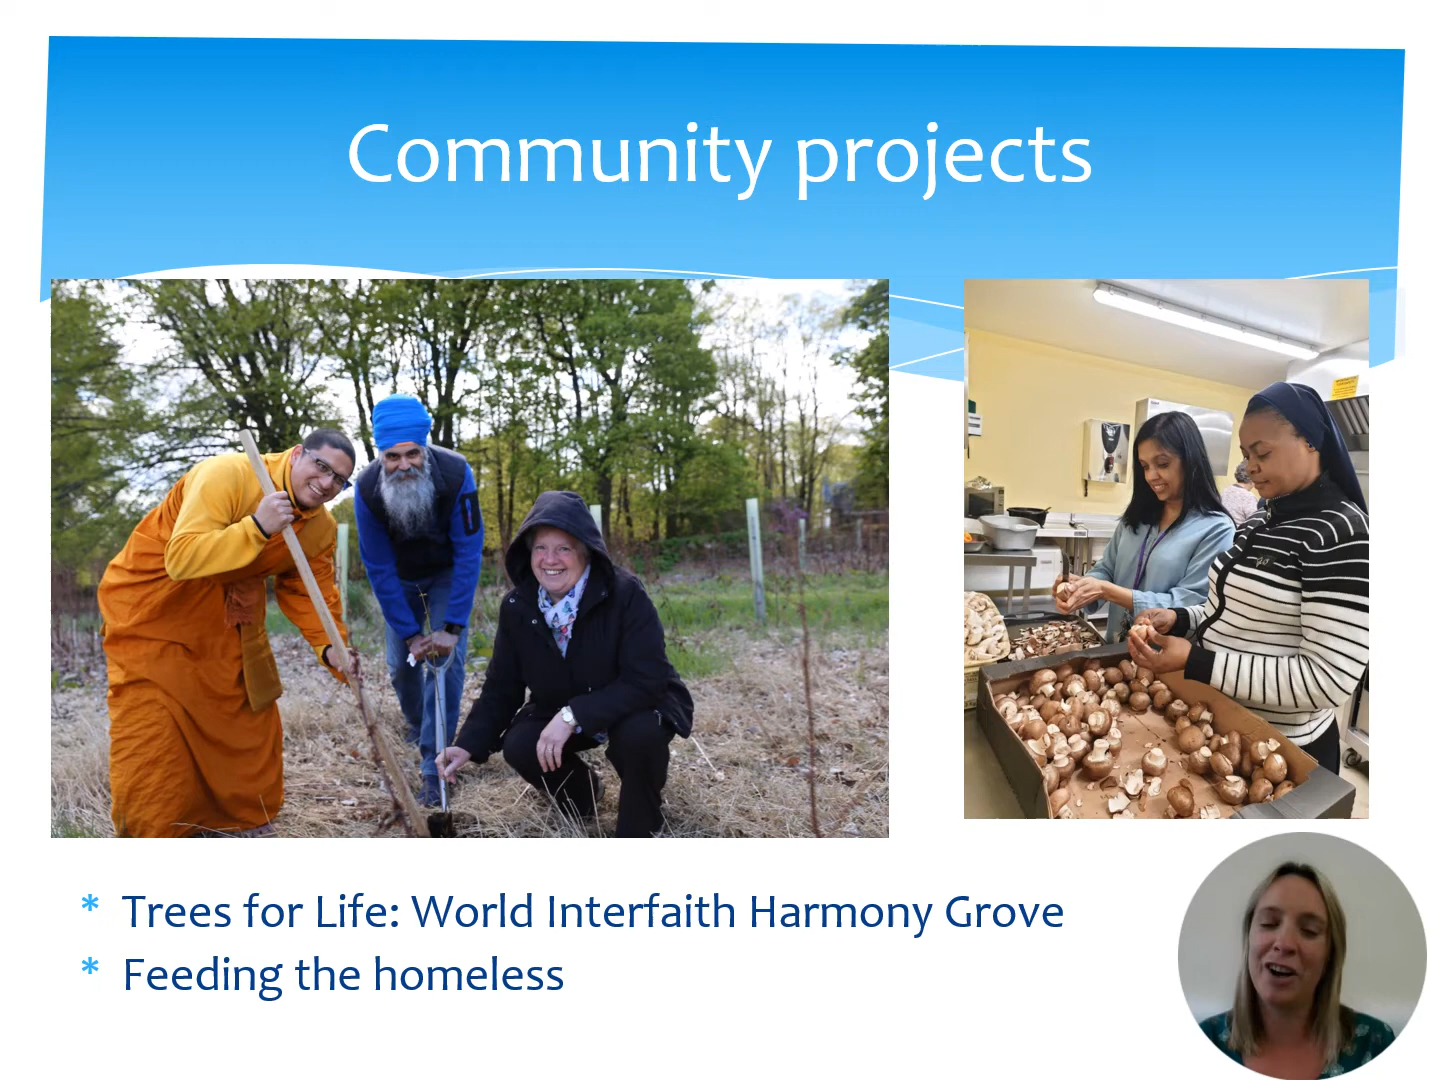 Community projects
* Trees for Life: World Interfaith Harmony Grove
* Feeding the homeless